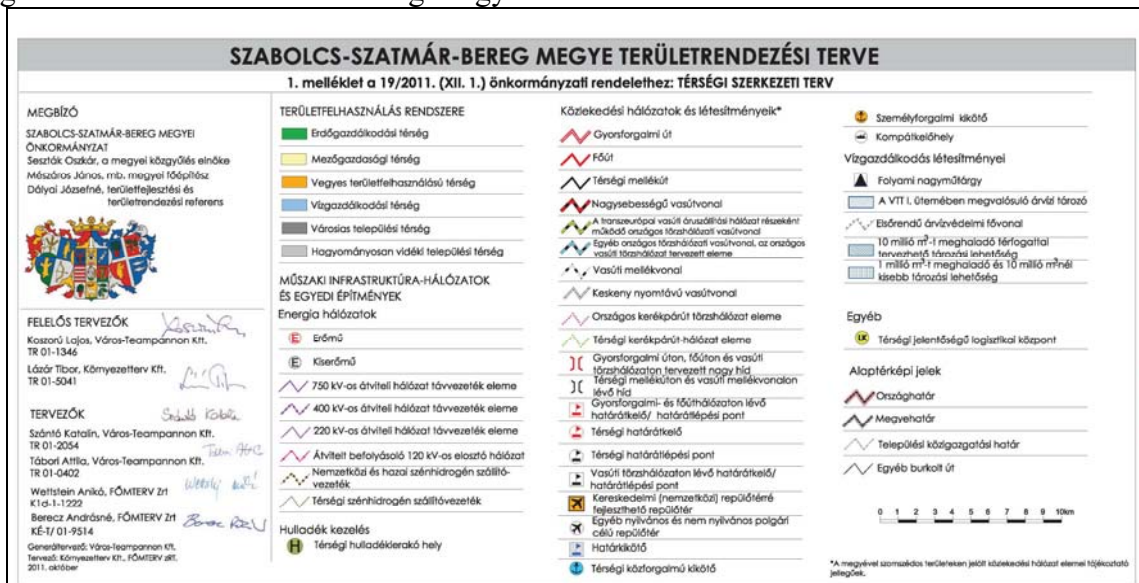 SZABOLCS-SZATMÁR-BEREG MEGYE TERÜLETRENDEZÉSI TERVE
1. melléklet a 19/2011. (XII. 1.) önkormányzati rendelethez: TÉRSÉGI SZERKEZETI TERV
MEGBÍZÓ
SZABOLCS-SZATMÁR-BEREG MEGYEI
ÖNKORMÁNYZAT
Seszták Oszkár, a megyei közgyűlés elnöke
Mészáros János, mb. megyei főépítész
Dályai Józsefné, területfejlesztési és
területrendezési referens
FELELŐS TERVEZŐK
Koszorú Lajos, Város-Teampannon Kft.
TR 01-1346
Lázár Tibor, Környezetterv Kft.
TR 01-5041
TERVEZŐK
Szántó Katalin, Város-Teampannon Kft.
TR 01-2054
Tábori Attila, Város-Teampannon Kft.
TR 01-0402
Wettstein Anikó, FŐMTERV Zrt
K1d-1-1222
Berecz Andrásné, FŐMTERV Zrt
KÉ-T/ 01-9514
Generáltervező: Város-Teampannon Kft.
Tervező: Környezetterv Kft., FŐMTERV zRT.
2011. október
TERÜLETFELHASZNÁLÁS RENDSZERE
Erdőgazdálkodási térség
Mezőgazdasági térség
Vegyes területfelhasználású térség
Vízgazdálkodási térség
Városias települési térség
Hagyományosan vidéki települési térség
MŰSZAKI INFRASTRUKTÚRA-HÁLÓZATOK
ÉS EGYEDI ÉPÍTMÉNYEK
Energia hálózatok
E Erőmű
E Kiserőmű
750 kV-os átviteli hálózat távvezeték eleme
400 kV-os átviteli hálózat távvezeték eleme
220 kV-os átviteli hálózat távvezeték eleme
Átvitelt befolyásoló 120 kV-os elosztó hálózat
Nemzetközi és hazai szénhidrogén szállító-
vezeték
Térségi szénhidrogén szállítóvezeték
Hulladék kezelés
H Térségi hulladéklerakó hely
Közlekedési hálózatok és létesítményeik*
Gyorsforgalmi út
Főút
Térségi mellékút
Nagysebességű vasútvonal
A transzeurópai vasúti áruszállítási hálózat részeként
működő országos törzshálózati vasútvonal
Egyéb országos törzshálózati vasútvonal, az országos
vasúti törzshálózat tervezett eleme
Vasúti mellékvonal
Keskeny nyomtávú vasútvonal
Országos kerékpárút törzshálózat eleme
Térségi kerékpárút-hálózat eleme
Gyorsforgalmi úton, főúton és vasúti
törzshálózaton tervezett nagy híd
Térségi mellékúton és vasúti mellékvonalon
lévő híd
Gyorsforgalmi- és főúthálózaton lévő
határátkelő/ határátlépési pont
Térségi határátkelő
Térségi határátlépési pont
Vasúti törzshálózaton lévő határátkelő/
határátlépési pont
Kereskedelmi (nemzetközi) repülőtérré
fejleszthető repülőtér
Egyéb nyilvános és nem nyilvános polgári
célú repülőtér
Határkikötő
Térségi közforgalmú kikötő
Személyforgalmi kikötő
Kompátkelőhely
Vízgazdálkodás létesítményei
Folyami nagyműtárgy
A VTT I. ütemében megvalósuló árvízi tározó
Elsőrendű árvízvédelmi fővonal
10 millió m³-t meghaladó térfogattal
tervezhető tározási lehetőség
1 millió m³-t meghaladó és 10 millió m³nél
kisebb tározási lehetőség
Egyéb
LK Térségi jelentőségű logisztikai központ
Alaptérképi jelek
Országhatár
Megyehatár
Települési közigazgatási határ
Egyéb burkolt út
0 1 2 3 4 5 6 7 8 9 10km
*A megyével szomszédos területeken jelölt közlekedési hálózat elemei tájékoztató
jellegűek.